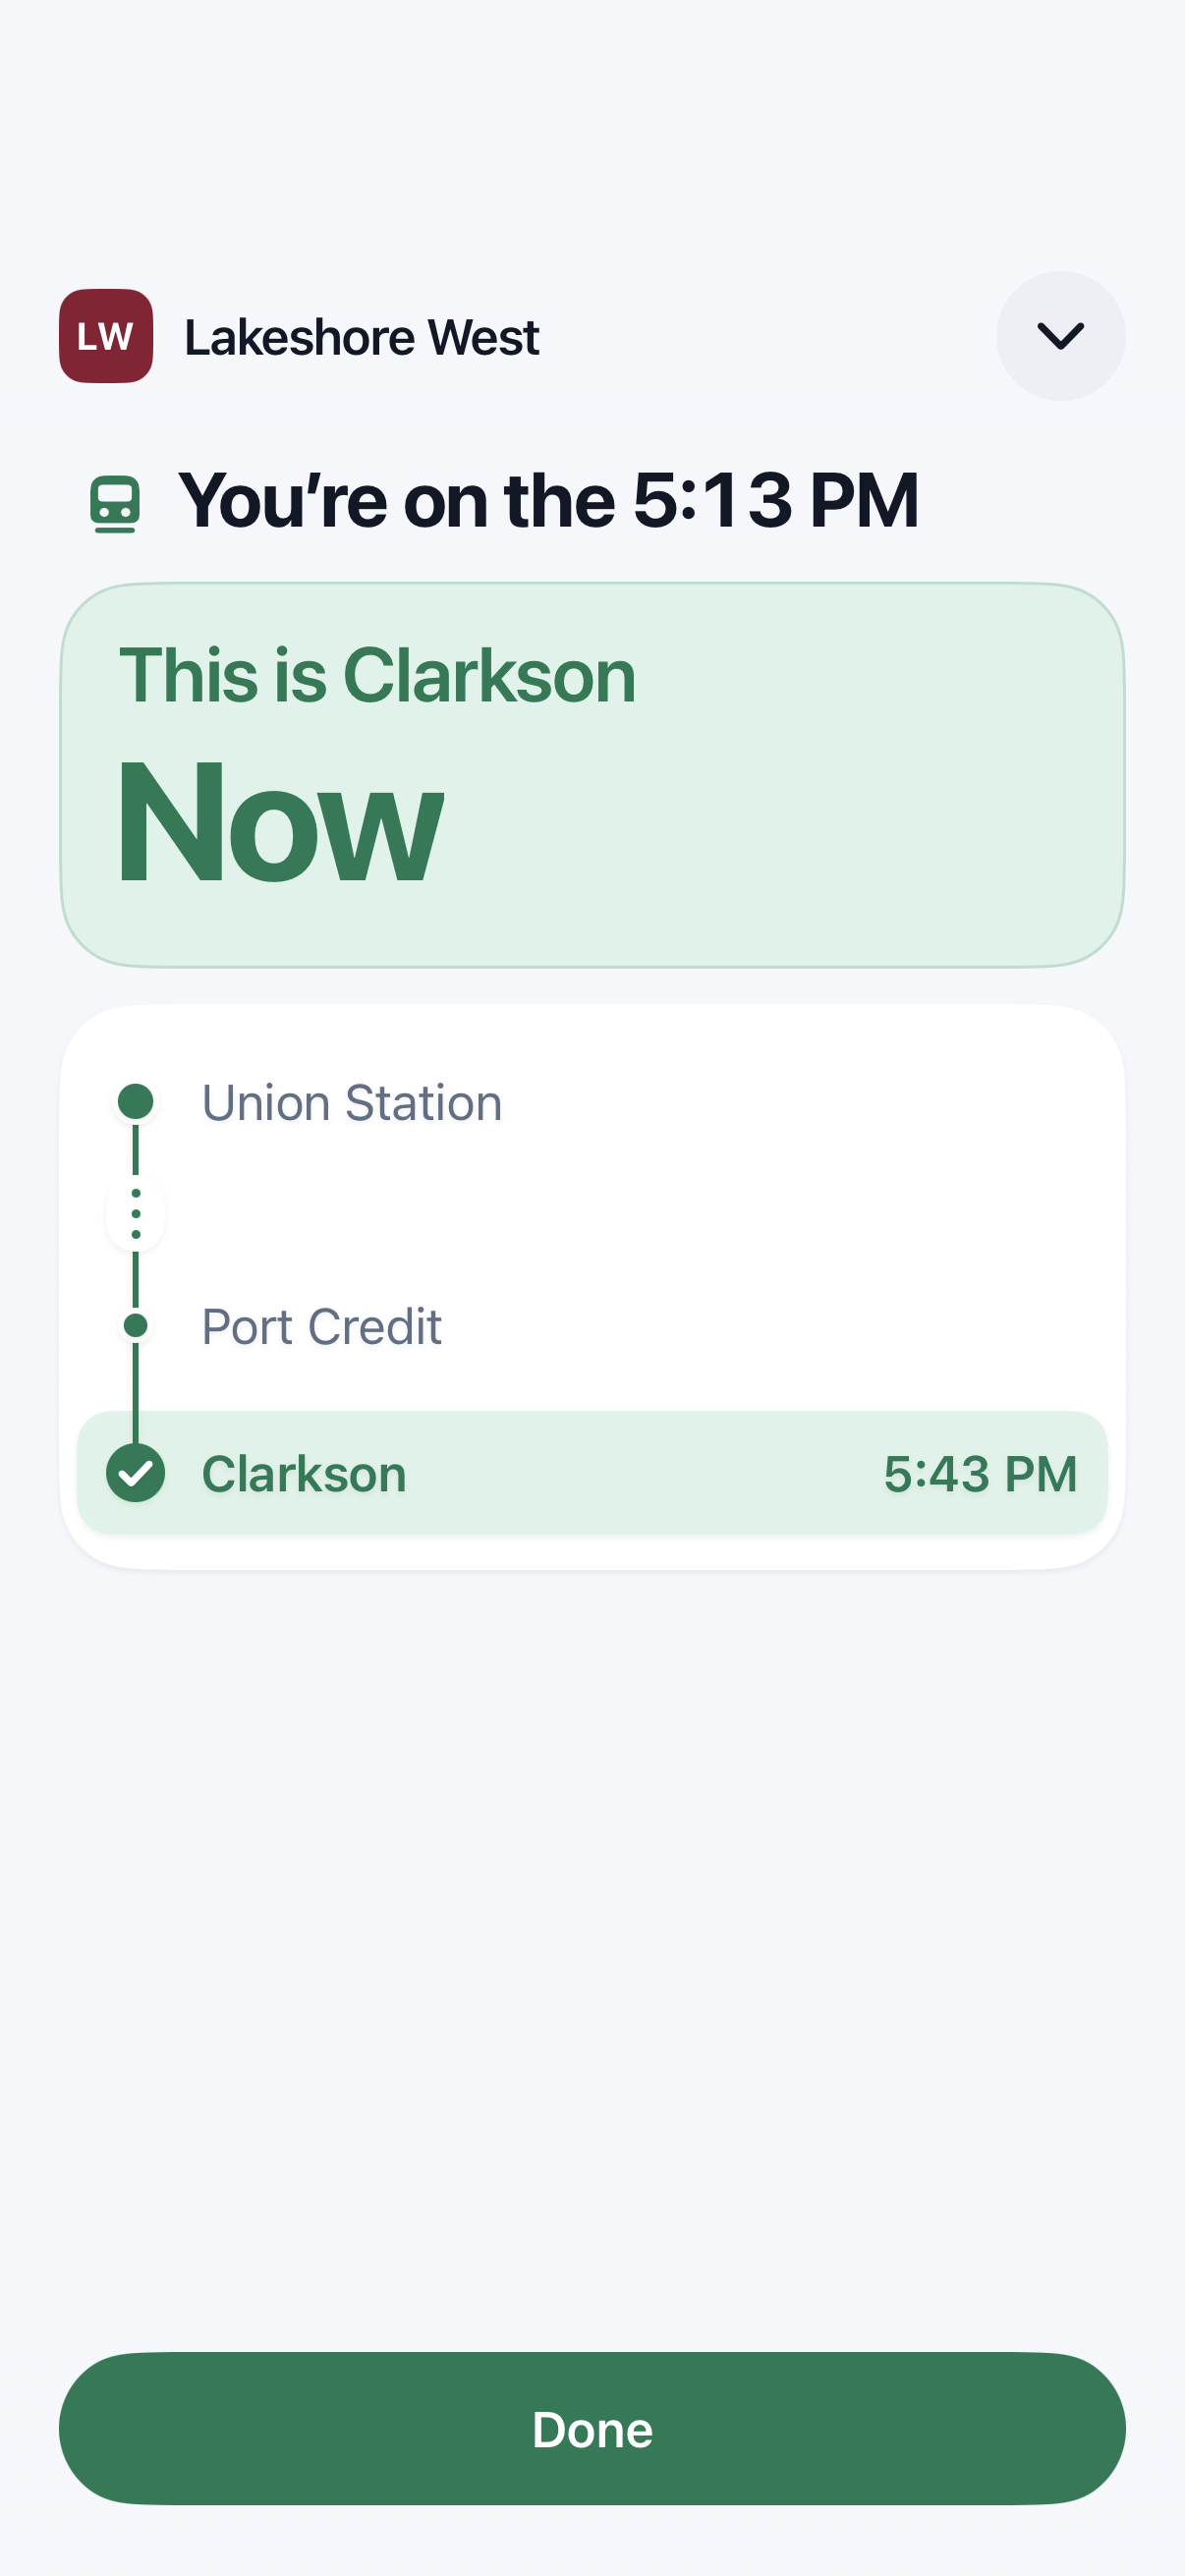 LW Lakeshore West
You’re on the 5:13 PM
This is Clarkson
Now
Union Station
Port Credit
Clarkson 5:43 PM
Done